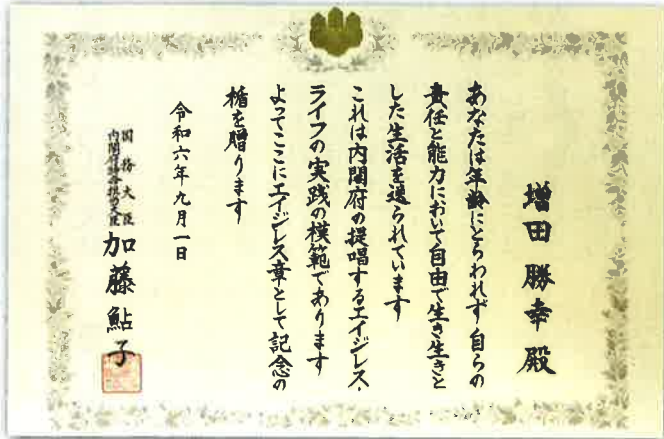 増田勝幸殿
あなたは年齢にとらわれず自らの
責任と能力において自由で生き生きと
した生活を送られています
これは内閣府の提唱するエイジレス・
ライフの実践の模範であります
よってここにエイジレス章として記念の
楯を贈ります
令和六年九月一日
国務大臣
内閣府特命担当大臣
加藤鮎子